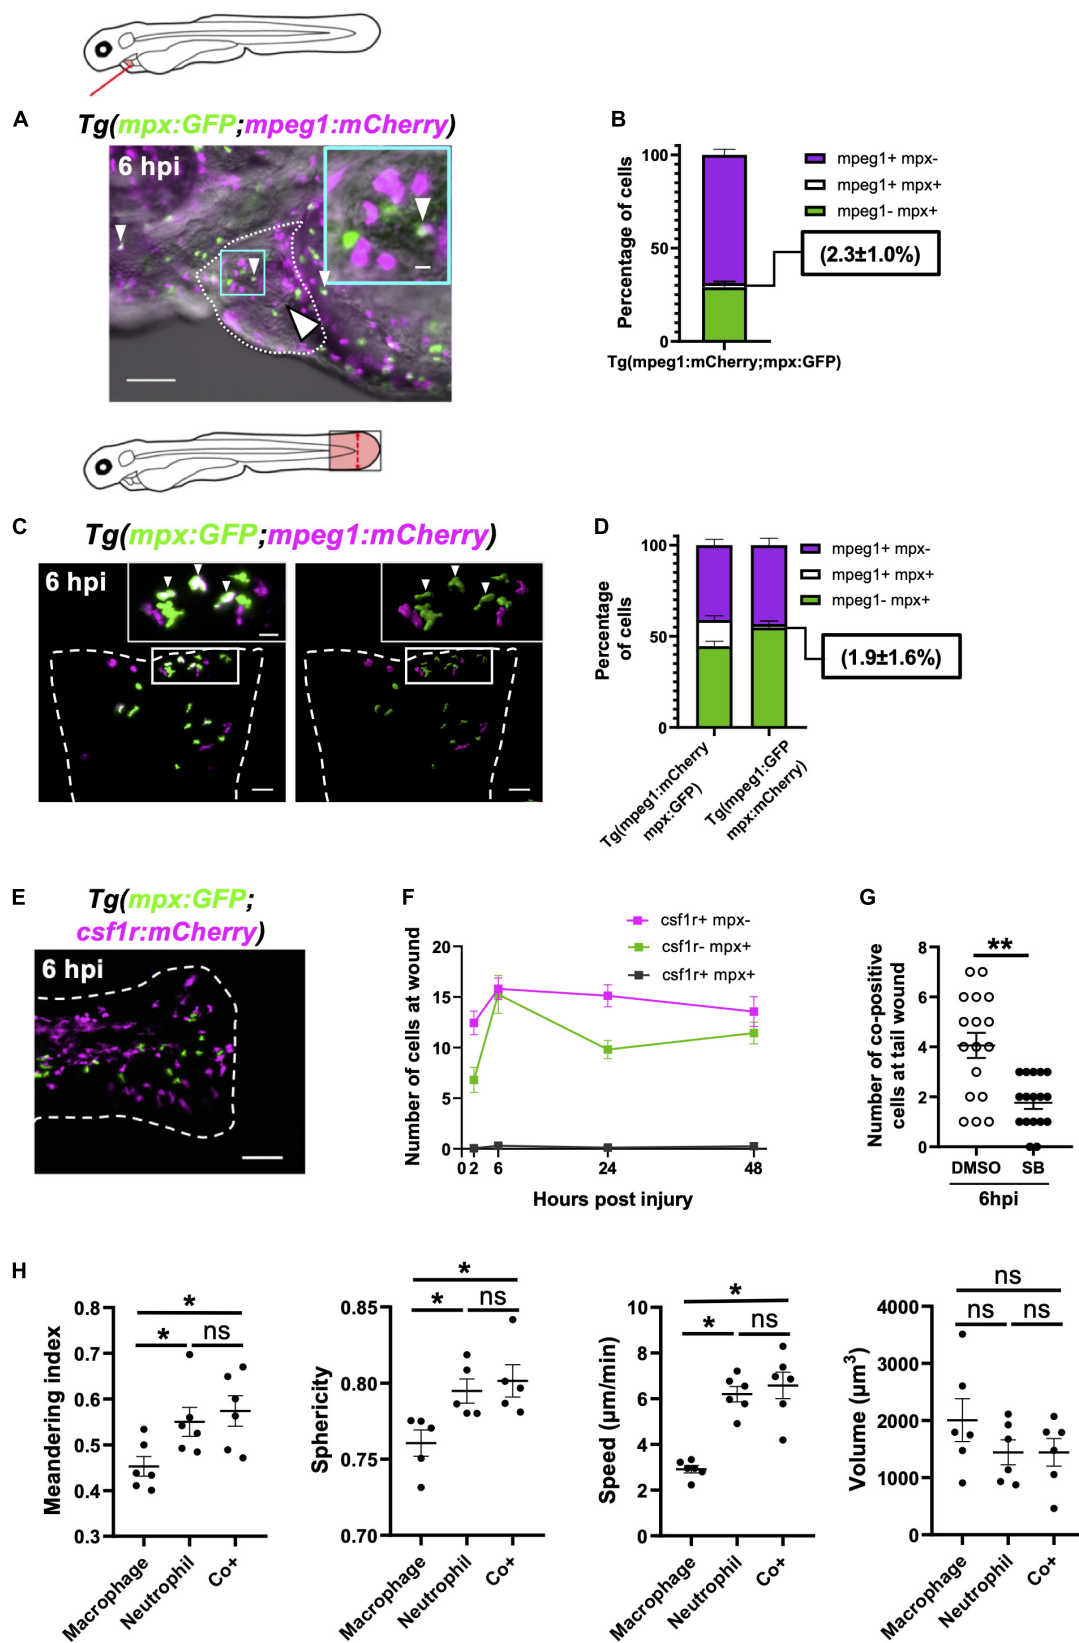 A
Tg(mpx:GFP;mpeg1:mCherry)
6 hpi
B
Percentage of cells
100
50
0
mpeg1+ mpx-
mpeg1+ mpx+
mpeg1- mpx+
(2.3±1.0%)
Tg(mpeg1:mCherry;mpx:GFP)
C
Tg(mpx:GFP;mpeg1:mCherry)
6 hpi
D
Percentage
of cells
100
50
0
mpeg1+ mpx-
mpeg1+ mpx+
mpeg1- mpx+
(1.9±1.6%)
Tg(mpeg1:mCherry
mpx:GFP)
Tg(mpeg1:GFP
mpx:mCherry)
E
Tg(mpx:GFP;
csf1r:mCherry)
6 hpi
F
csf1r+ mpx-
csf1r- mpx+
csf1r+ mpx+
Number of cells at wound
20
15
10
5
0
0 2 6 24 48
Hours post injury
G
Number of co-positive
cells at tail wound
8
6
4
2
0
**
DMSO SB
6hpi
H
Meandering index
0.8
0.7
0.6
0.5
0.4
0.3
*
* ns
Macrophage
Neutrophil
Co+
Sphericity
0.85
0.80
0.75
0.70
*
* ns
Macrophage
Neutrophil
Co+
Speed (µm/min)
10
8
6
4
2
0
*
* ns
Macrophage
Neutrophil
Co+
Volume (µm³)
4000
3000
2000
1000
0
ns
ns ns
Macrophage
Neutrophil
Co+